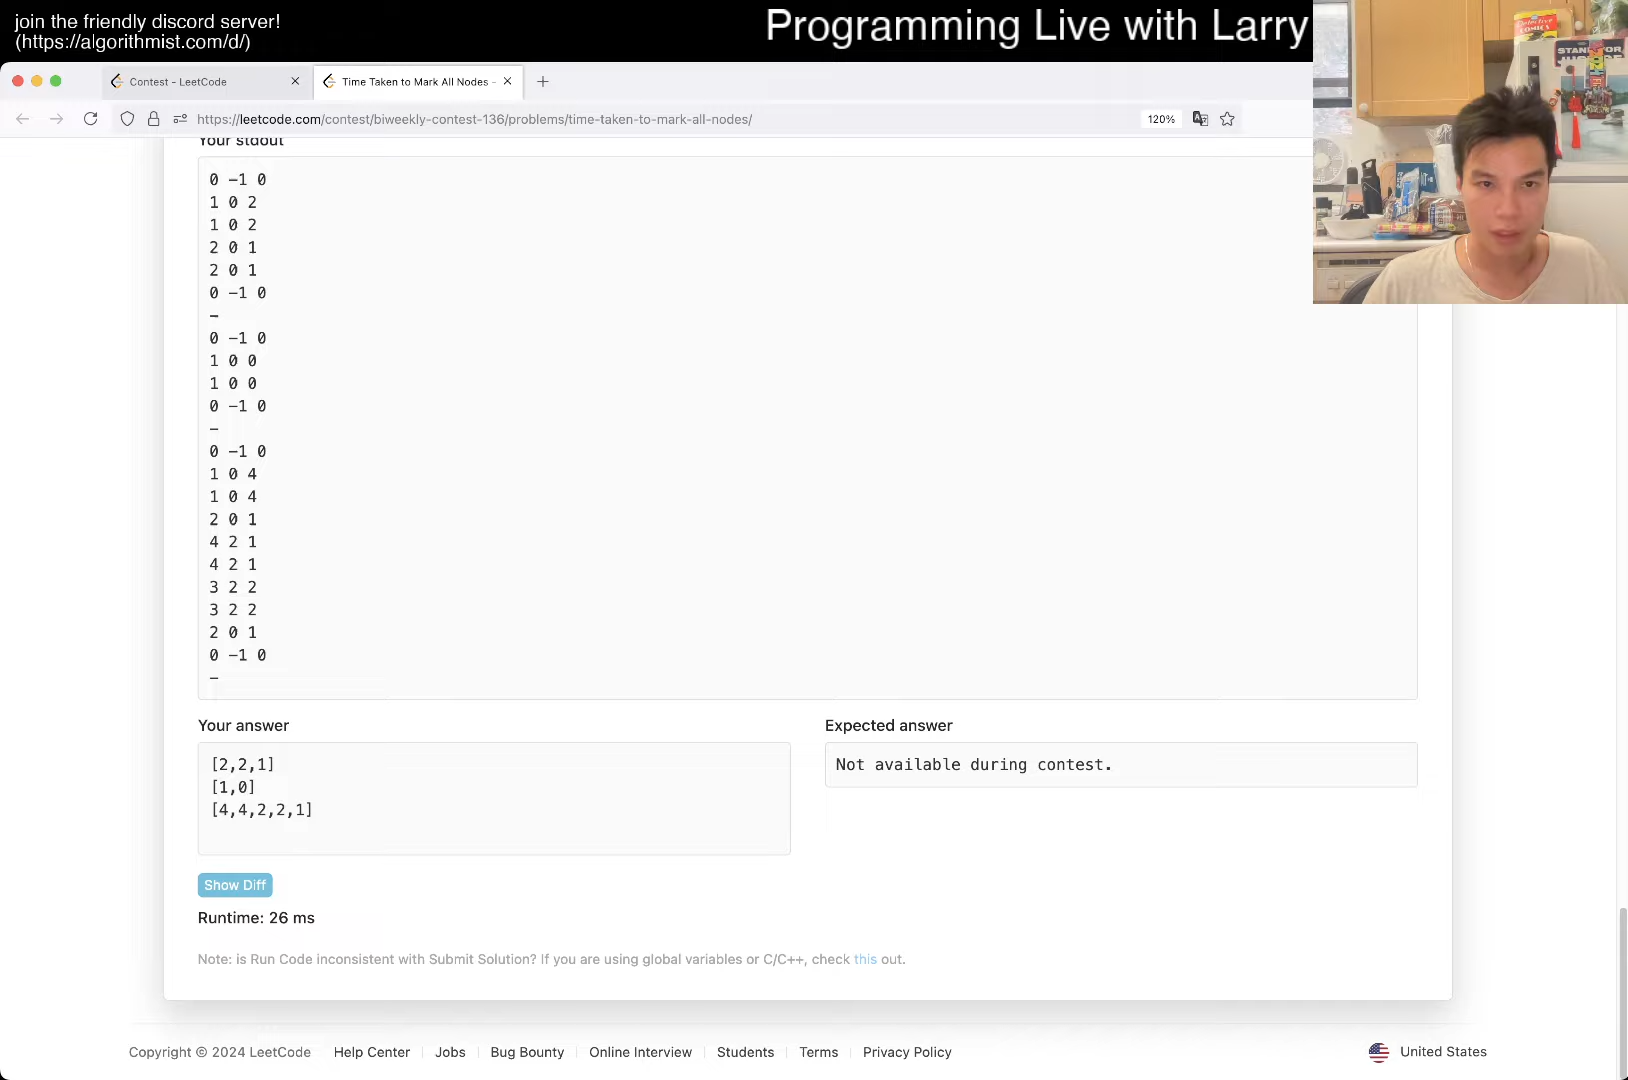 join the friendly discord server!
(https://algorithmist.com/d/)
Programming Live with Larry
Contest - LeetCode
Time Taken to Mark All Nodes -
https://leetcode.com/contest/biweekly-contest-136/problems/time-taken-to-mark-all-nodes/
120%
Your stdout
0 -1 0
1 0 2
1 0 2
2 0 1
2 0 1
0 -1 0
-
0 -1 0
1 0 0
1 0 0
0 -1 0
-
0 -1 0
1 0 4
1 0 4
2 0 1
4 2 1
4 2 1
3 2 2
3 2 2
2 0 1
0 -1 0
-
Your answer
Expected answer
[2,2,1]
[1,0]
[4,4,2,2,1]
Not available during contest.
Show Diff
Runtime: 26 ms
Note: is Run Code inconsistent with Submit Solution? If you are using global variables or C/C++, check this out.
Copyright © 2024 LeetCode
Help Center
Jobs
Bug Bounty
Online Interview
Students
Terms
Privacy Policy
United States